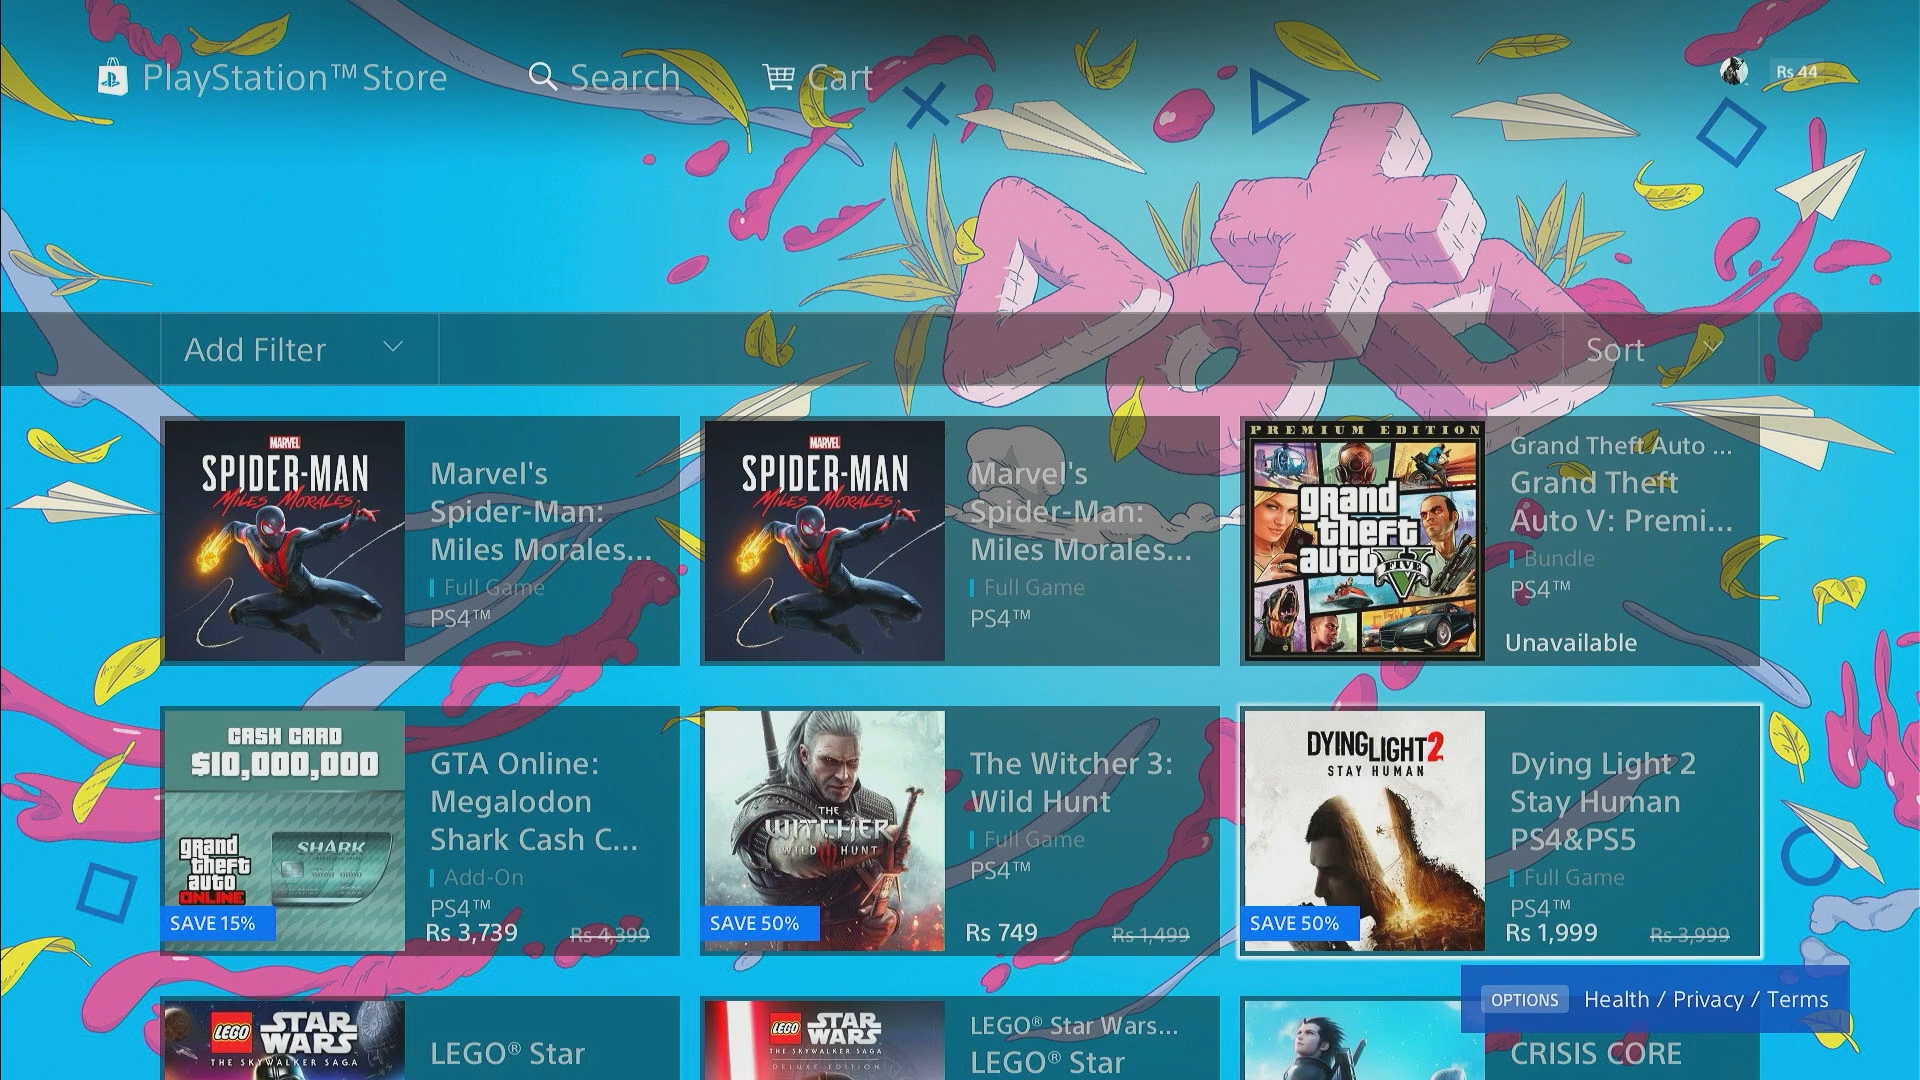 PlayStation™Store
Search
Cart
Rs 44
Add Filter
Sort
MARVEL
SPIDER-MAN
MILES MORALES
Marvel's
Spider-Man:
Miles Morales...
Full Game
PS4™
MARVEL
SPIDER-MAN
MILES MORALES
Marvel's
Spider-Man:
Miles Morales...
Full Game
PS4™
PREMIUM EDITION
grand
theft
auto
V
FIVE
Grand Theft Auto ...
Grand Theft
Auto V: Premi...
Bundle
PS4™
Unavailable
CASH CARD
$10,000,000
grand
theft
auto
ONLINE
SHARK
SAVE 15%
GTA Online:
Megalodon
Shark Cash C...
Add-On
PS4™
Rs 3,739
Rs 4,399
THE
WITCHER
WILD HUNT
SAVE 50%
The Witcher 3:
Wild Hunt
Full Game
PS4™
Rs 749
Rs 1,499
DYING LIGHT 2
STAY HUMAN
SAVE 50%
Dying Light 2
Stay Human
PS4&PS5
Full Game
PS4™
Rs 1,999
Rs 3,999
LEGO
STAR
WARS
THE SKYWALKER SAGA
LEGO® Star
LEGO
STAR
WARS
THE SKYWALKER SAGA
DELUXE EDITION
LEGO® Star Wars...
LEGO® Star
OPTIONS
Health / Privacy / Terms
CRISIS CORE